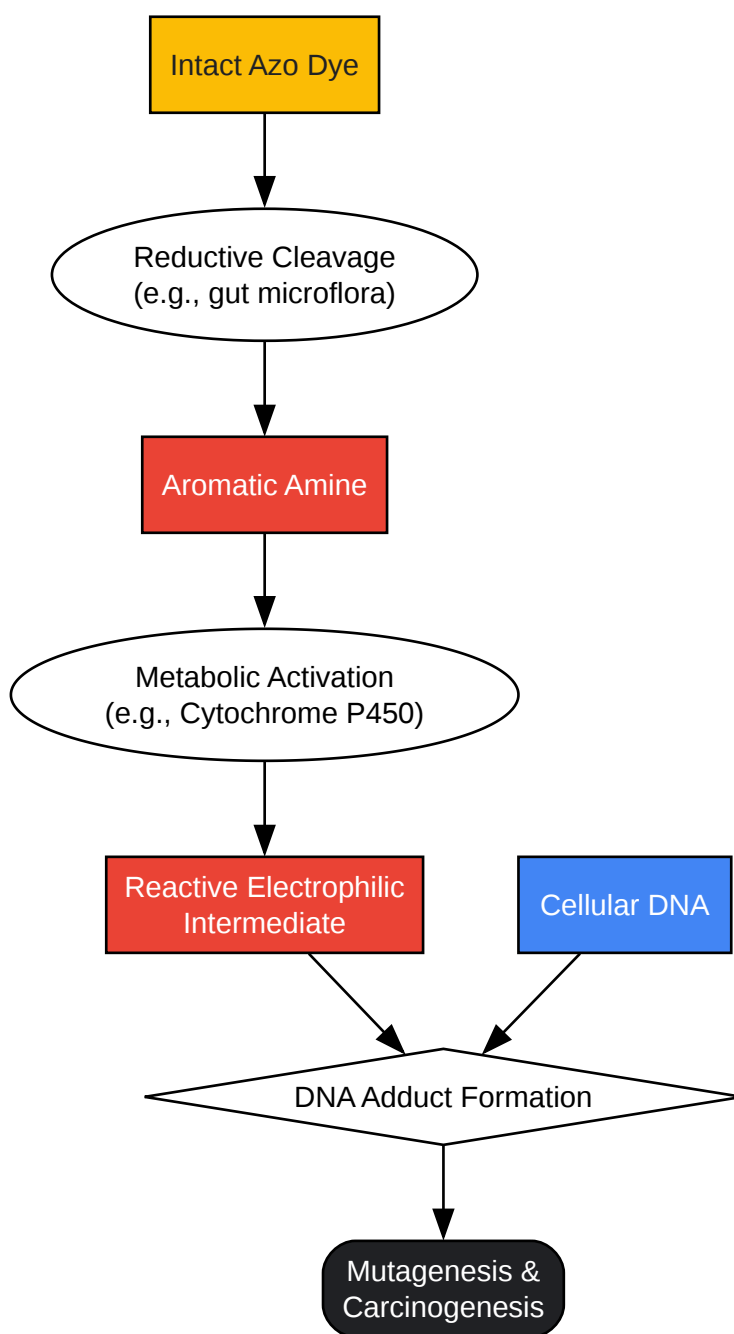 Intact Azo Dye
Reductive Cleavage
(e.g., gut microflora)
Aromatic Amine
Metabolic Activation
(e.g., Cytochrome P450)
Reactive Electrophilic
Intermediate
Cellular DNA
DNA Adduct Formation
Mutagenesis &
Carcinogenesis